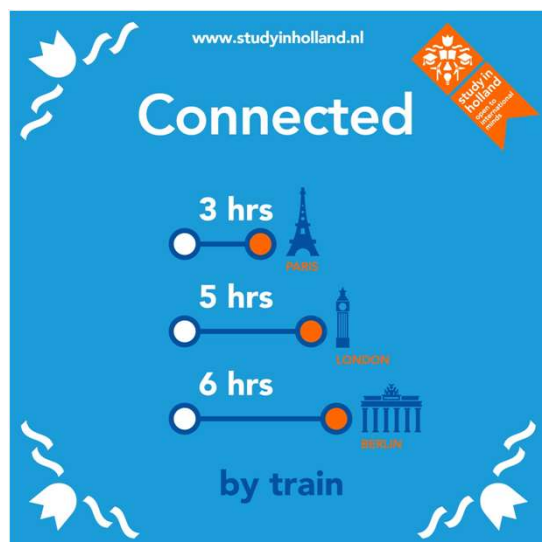 www.studyinholland.nl
study in
holland
open to
international
minds
Connected
3 hrs
PARIS
5 hrs
LONDON
6 hrs
BERLIN
by train